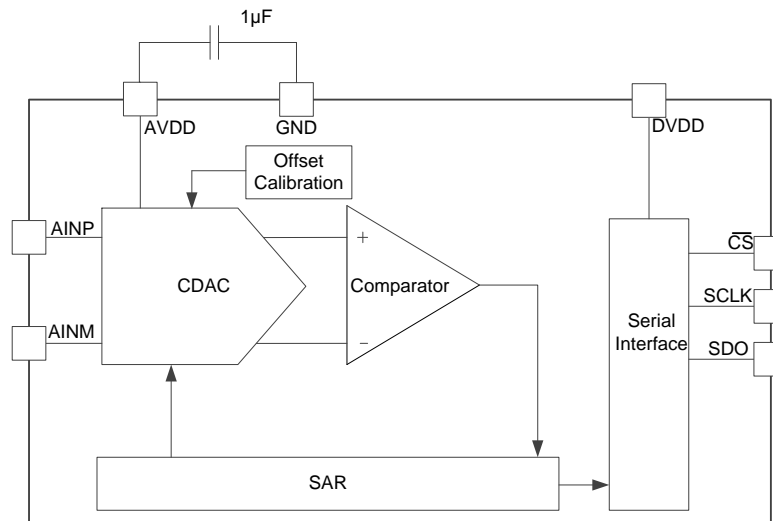 1µF
AVDD
GND
DVDD
Offset
Calibration
AINP
CS
CDAC
Comparator
SCLK
Serial
Interface
AINM
SDO
SAR
+
−